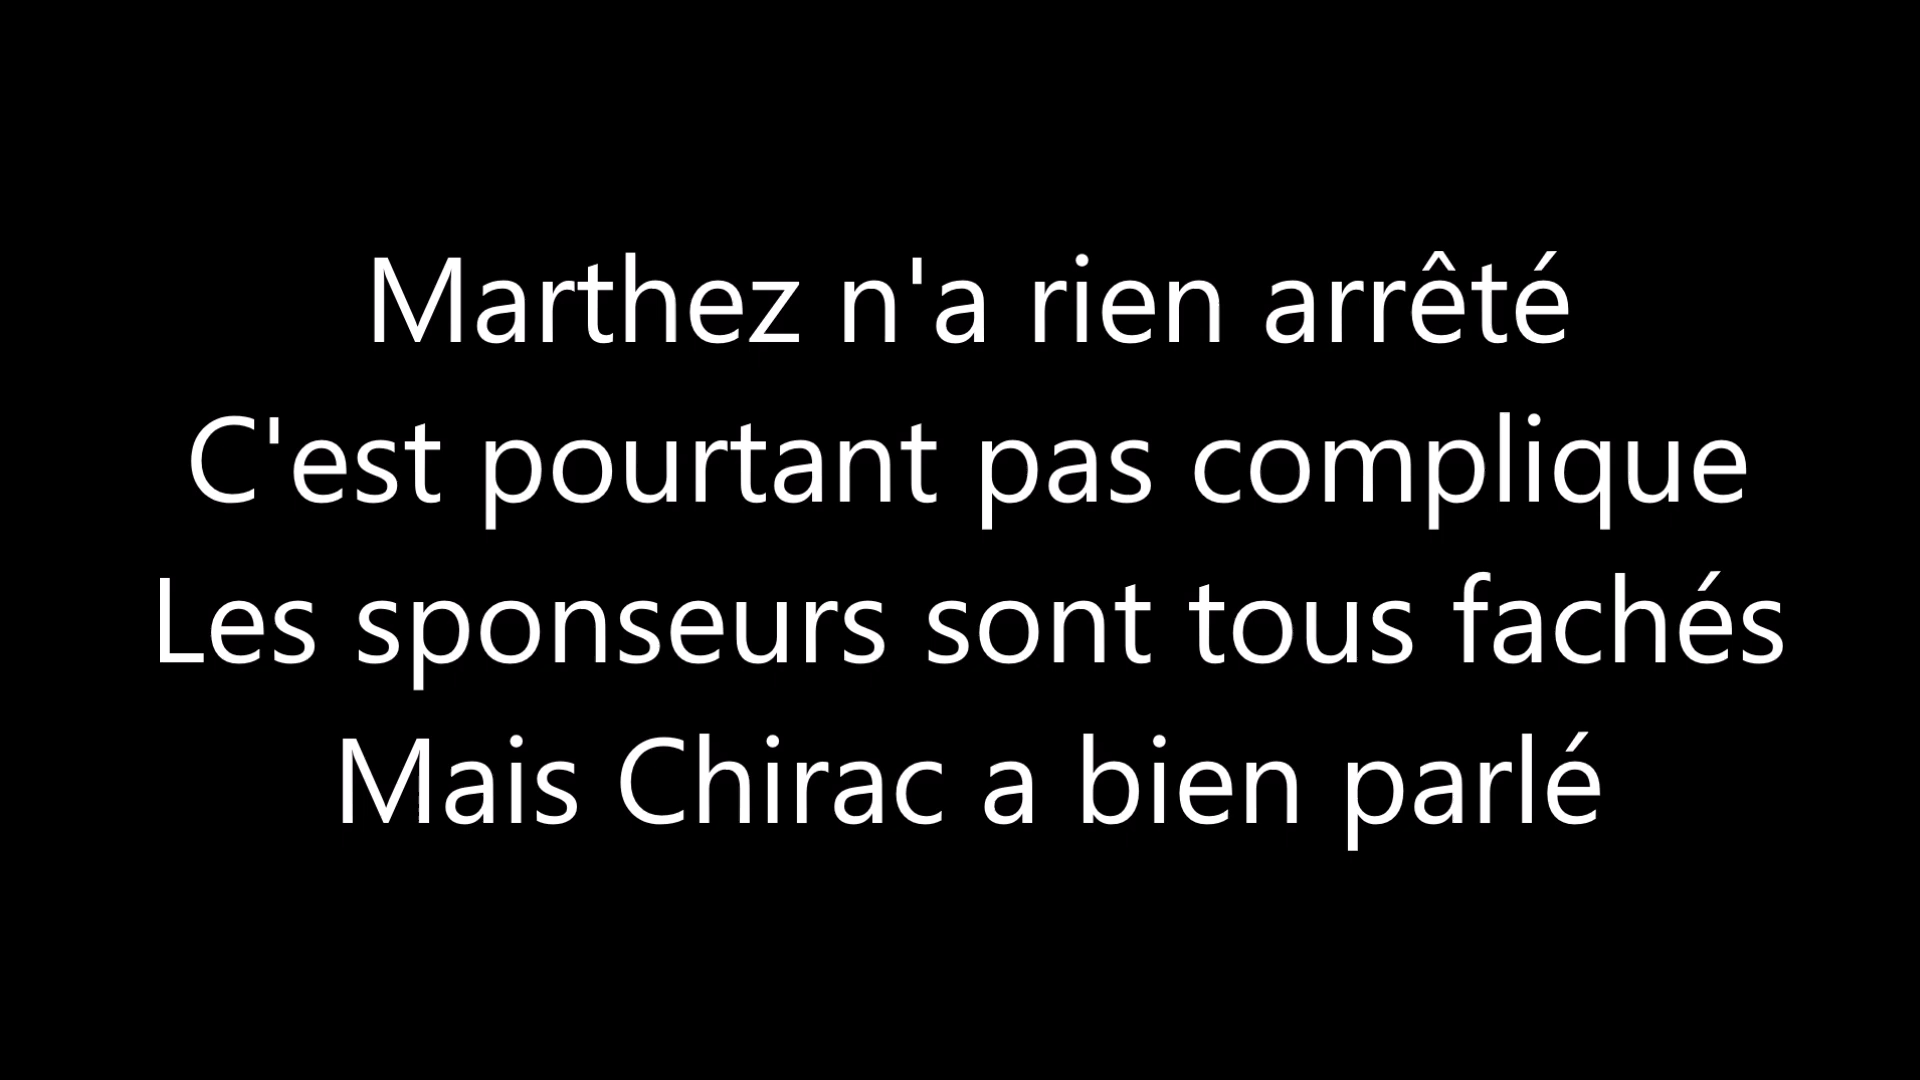 Marthez n'a rien arrêté
C'est pourtant pas complique
Les sponseurs sont tous fachés
Mais Chirac a bien parlé